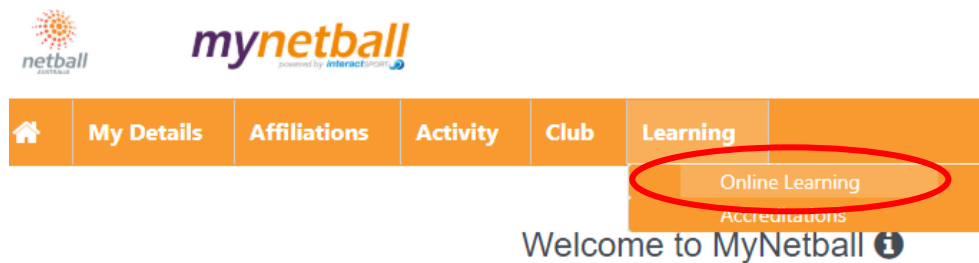 netball
AUSTRALIA
mynetball
powered by interactSPORT
My Details
Affiliations
Activity
Club
Learning
Online Learning
Accreditations
Welcome to MyNetball